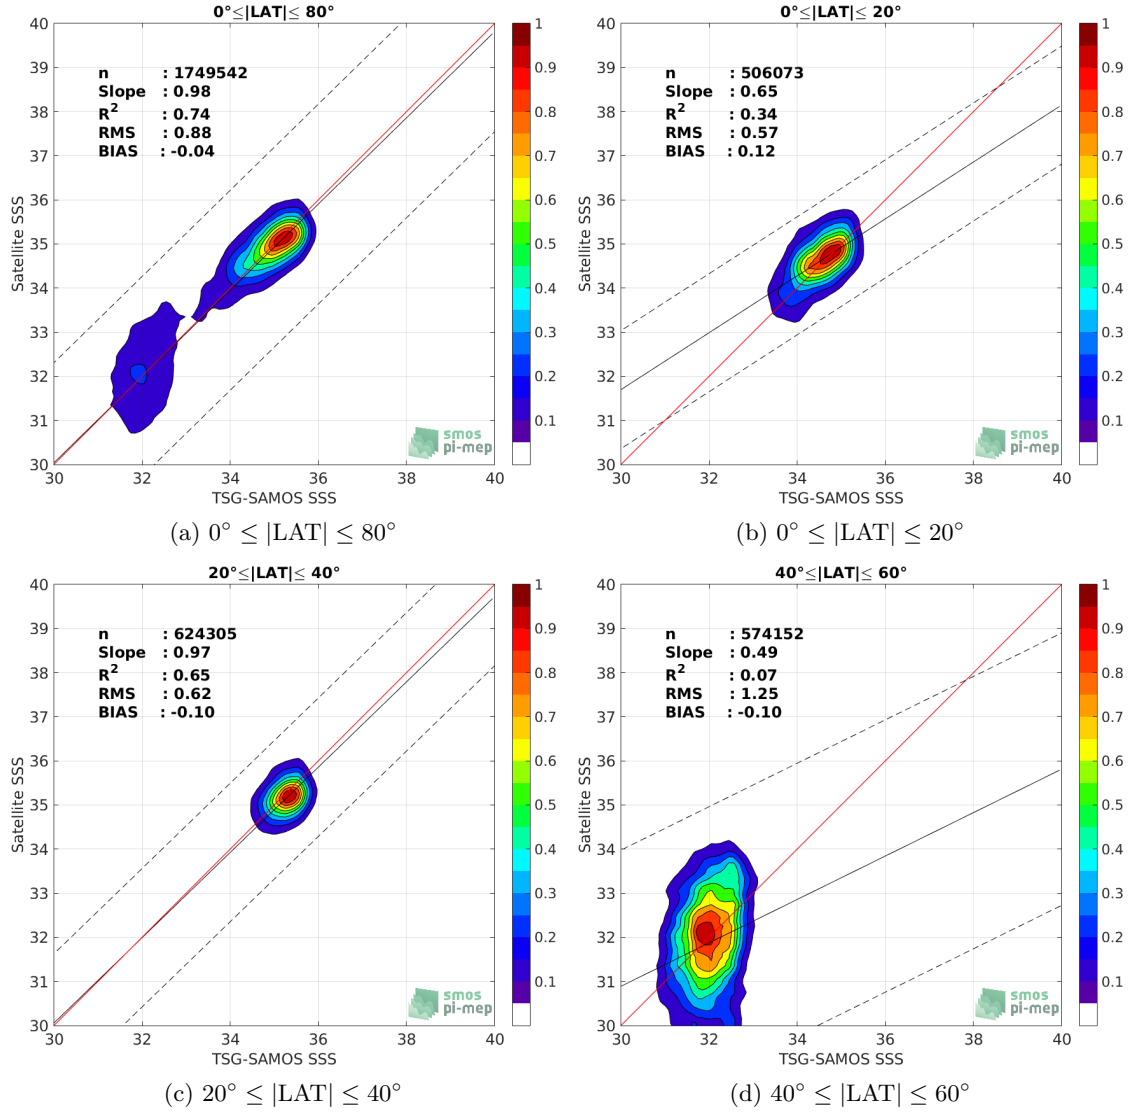 0°≤|LAT|≤ 80°
n : 1749542
Slope : 0.98
R2 : 0.74
RMS : 0.88
BIAS : -0.04
Satellite SSS
40
39
38
37
36
35
34
33
32
31
30
30 32 34 36 38 40
TSG-SAMOS SSS
1
0.9
0.8
0.7
0.6
0.5
0.4
0.3
0.2
0.1
smos
pi-mep
(a) 0° ≤ |LAT| ≤ 80°
0°≤|LAT|≤ 20°
n : 506073
Slope : 0.65
R2 : 0.34
RMS : 0.57
BIAS : 0.12
Satellite SSS
40
39
38
37
36
35
34
33
32
31
30
30 32 34 36 38 40
TSG-SAMOS SSS
1
0.9
0.8
0.7
0.6
0.5
0.4
0.3
0.2
0.1
smos
pi-mep
(b) 0° ≤ |LAT| ≤ 20°
20°≤|LAT|≤ 40°
n : 624305
Slope : 0.97
R2 : 0.65
RMS : 0.62
BIAS : -0.10
Satellite SSS
40
39
38
37
36
35
34
33
32
31
30
30 32 34 36 38 40
TSG-SAMOS SSS
1
0.9
0.8
0.7
0.6
0.5
0.4
0.3
0.2
0.1
smos
pi-mep
(c) 20° ≤ |LAT| ≤ 40°
40°≤|LAT|≤ 60°
n : 574152
Slope : 0.49
R2 : 0.07
RMS : 1.25
BIAS : -0.10
Satellite SSS
40
39
38
37
36
35
34
33
32
31
30
30 32 34 36 38 40
TSG-SAMOS SSS
1
0.9
0.8
0.7
0.6
0.5
0.4
0.3
0.2
0.1
smos
pi-mep
(d) 40° ≤ |LAT| ≤ 60°